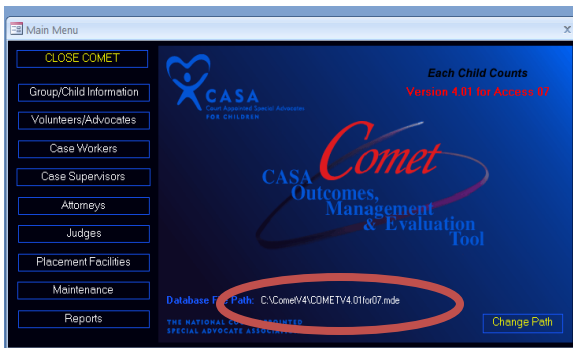 Main Menu
x
CLOSE COMET
Group/Child Information
Volunteers/Advocates
Case Workers
Case Supervisors
Attorneys
Judges
Placement Facilities
Maintenance
Reports
CASA
Court Appointed Special Advocates
FOR CHILDREN
Each Child Counts
Version 4.01 for Access 07
Comet
CASA
Outcomes,
Management
& Evaluation
Tool
Database File Path: C:\CometV4\COMETV4.01for07.mde
THE NATIONAL COURT APPOINTED
SPECIAL ADVOCATE ASSOCIATION
Change Path